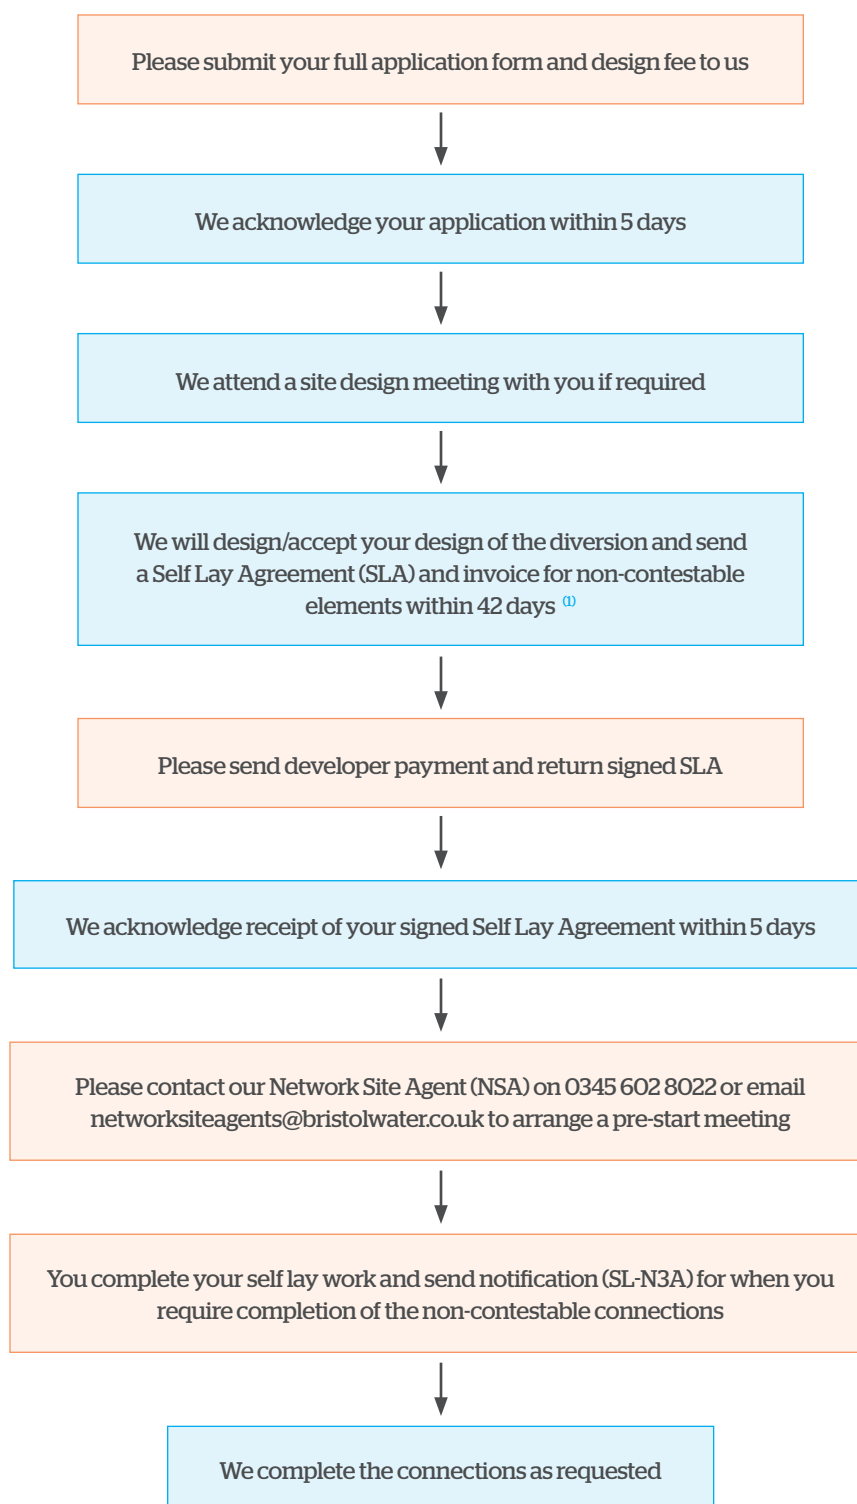 Please submit your full application form and design fee to us
We acknowledge your application within 5 days
We attend a site design meeting with you if required
We will design/accept your design of the diversion and send
a Self Lay Agreement (SLA) and invoice for non-contestable
elements within 42 days (1)
Please send developer payment and return signed SLA
We acknowledge receipt of your signed Self Lay Agreement within 5 days
Please contact our Network Site Agent (NSA) on 0345 602 8022 or email
networksiteagents@bristolwater.co.uk to arrange a pre-start meeting
You complete your self lay work and send notification (SL-N3A) for when you
require completion of the non-contestable connections
We complete the connections as requested